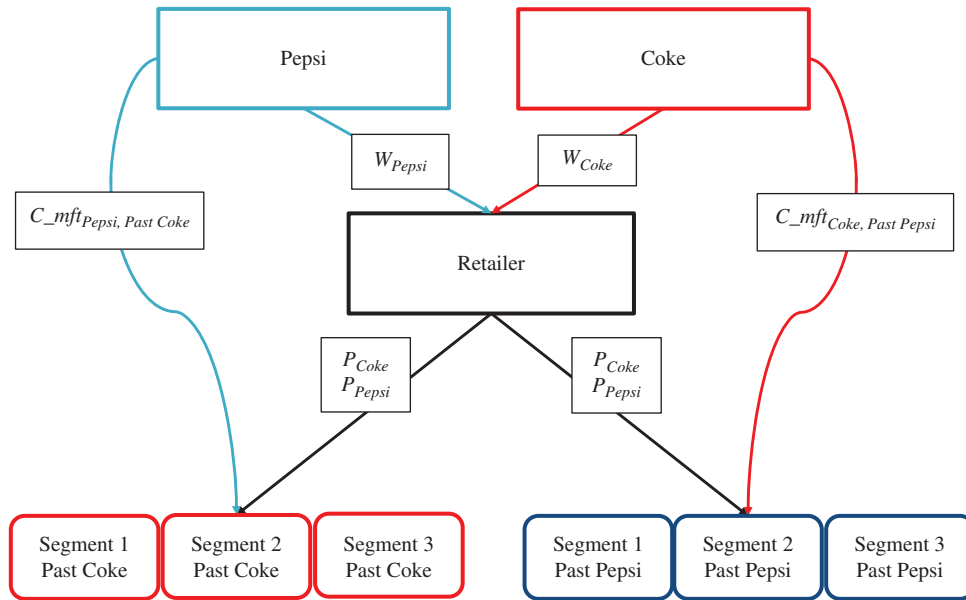 Pepsi
Coke
W_Pepsi
W_Coke
C_mft_Pepsi, Past Coke
C_mft_Coke, Past Pepsi
Retailer
P_Coke
P_Pepsi
P_Coke
P_Pepsi
Segment 1
Past Coke
Segment 2
Past Coke
Segment 3
Past Coke
Segment 1
Past Pepsi
Segment 2
Past Pepsi
Segment 3
Past Pepsi